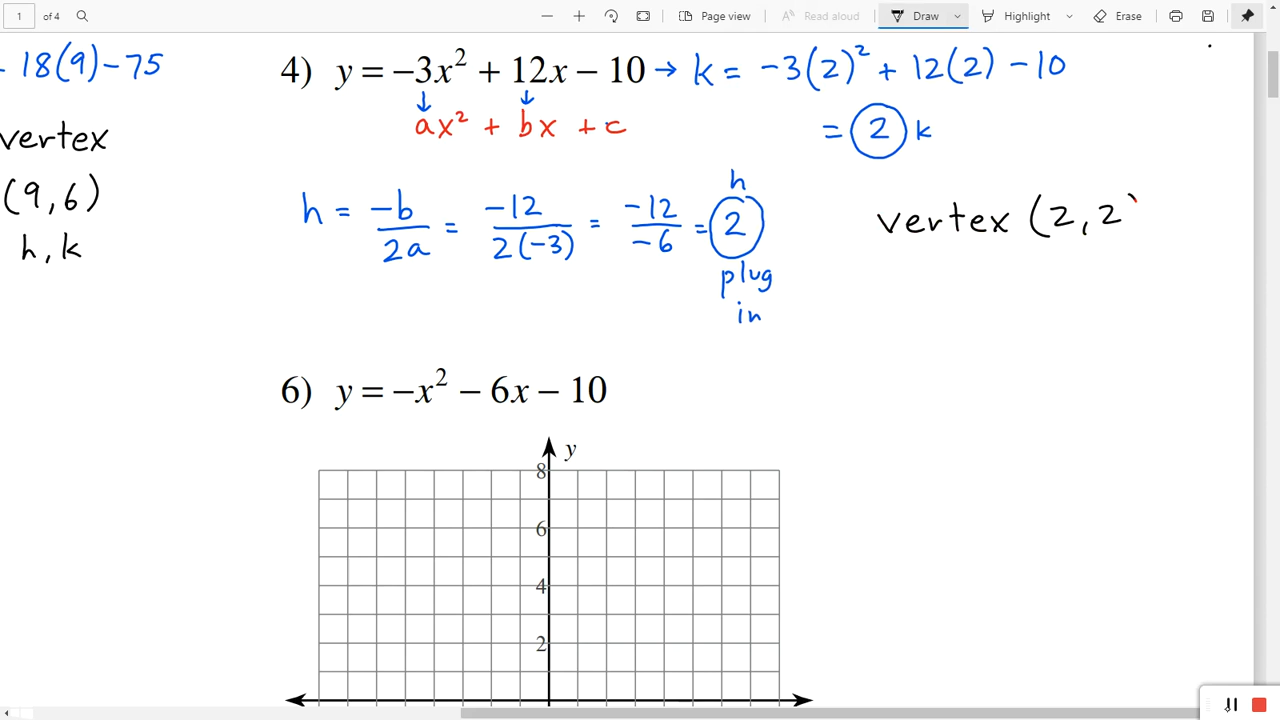 1 of 4 Page view Read aloud Draw Highlight Erase
18(9) - 75
vertex
(9, 6)
h, k
4) y = −3x² + 12x − 10 → k = -3(2)² + 12(2) - 10
ax² + bx + c
= 2 k
h = -b/2a = -12/2(-3) = -12/-6 = 2
h
plug
in
vertex (2, 2)
6) y = −x² − 6x − 10
y
8
6
4
2